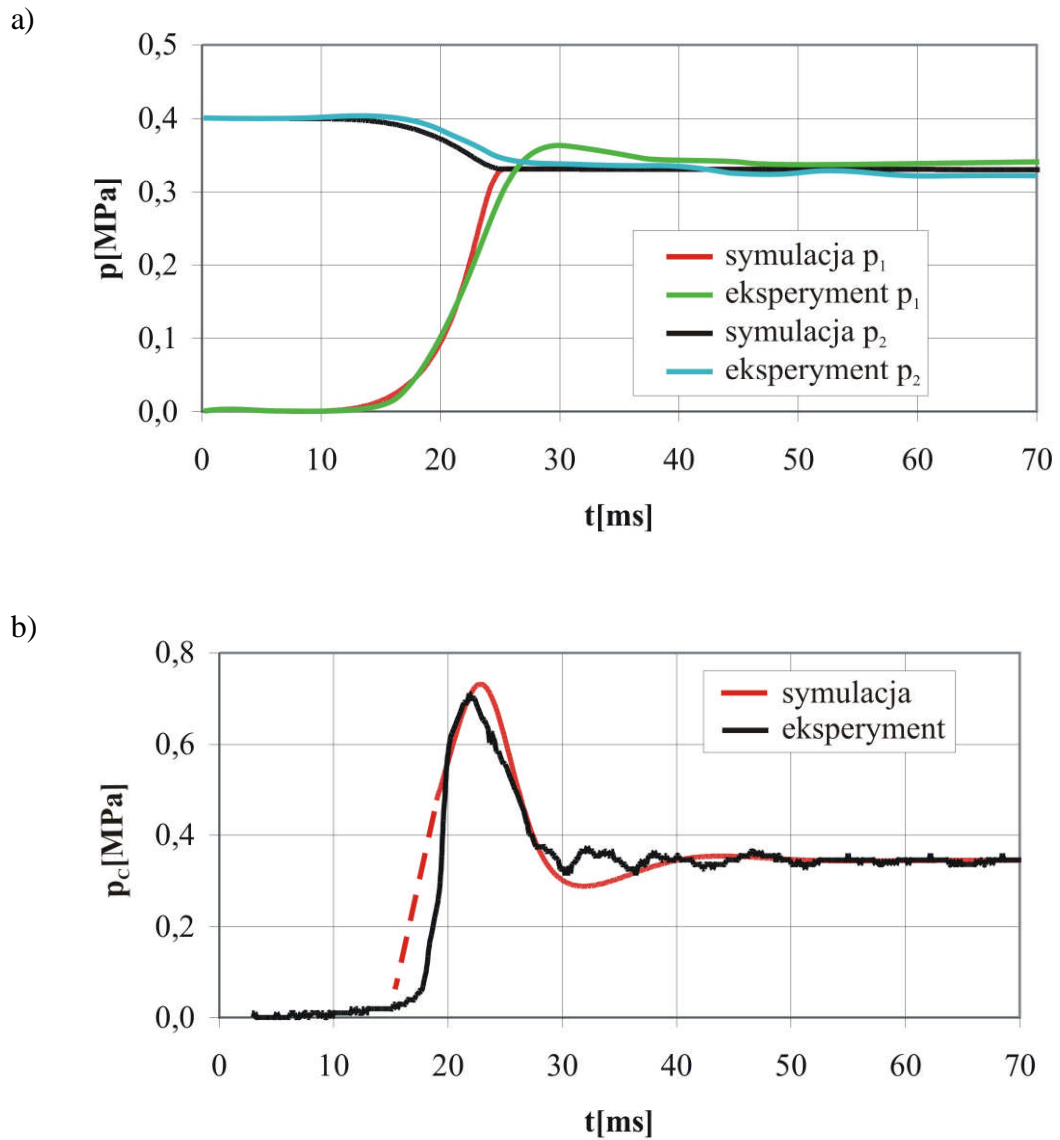 a)
0,5
0,4
0,3
0,2
0,1
0,0
p[MPa]
symulacja p₁
eksperyment p₁
symulacja p₂
eksperyment p₂
0 10 20 30 40 50 60 70
t[ms]
b)
0,8
0,6
0,4
0,2
0,0
p_c[MPa]
symulacja
eksperyment
0 10 20 30 40 50 60 70
t[ms]